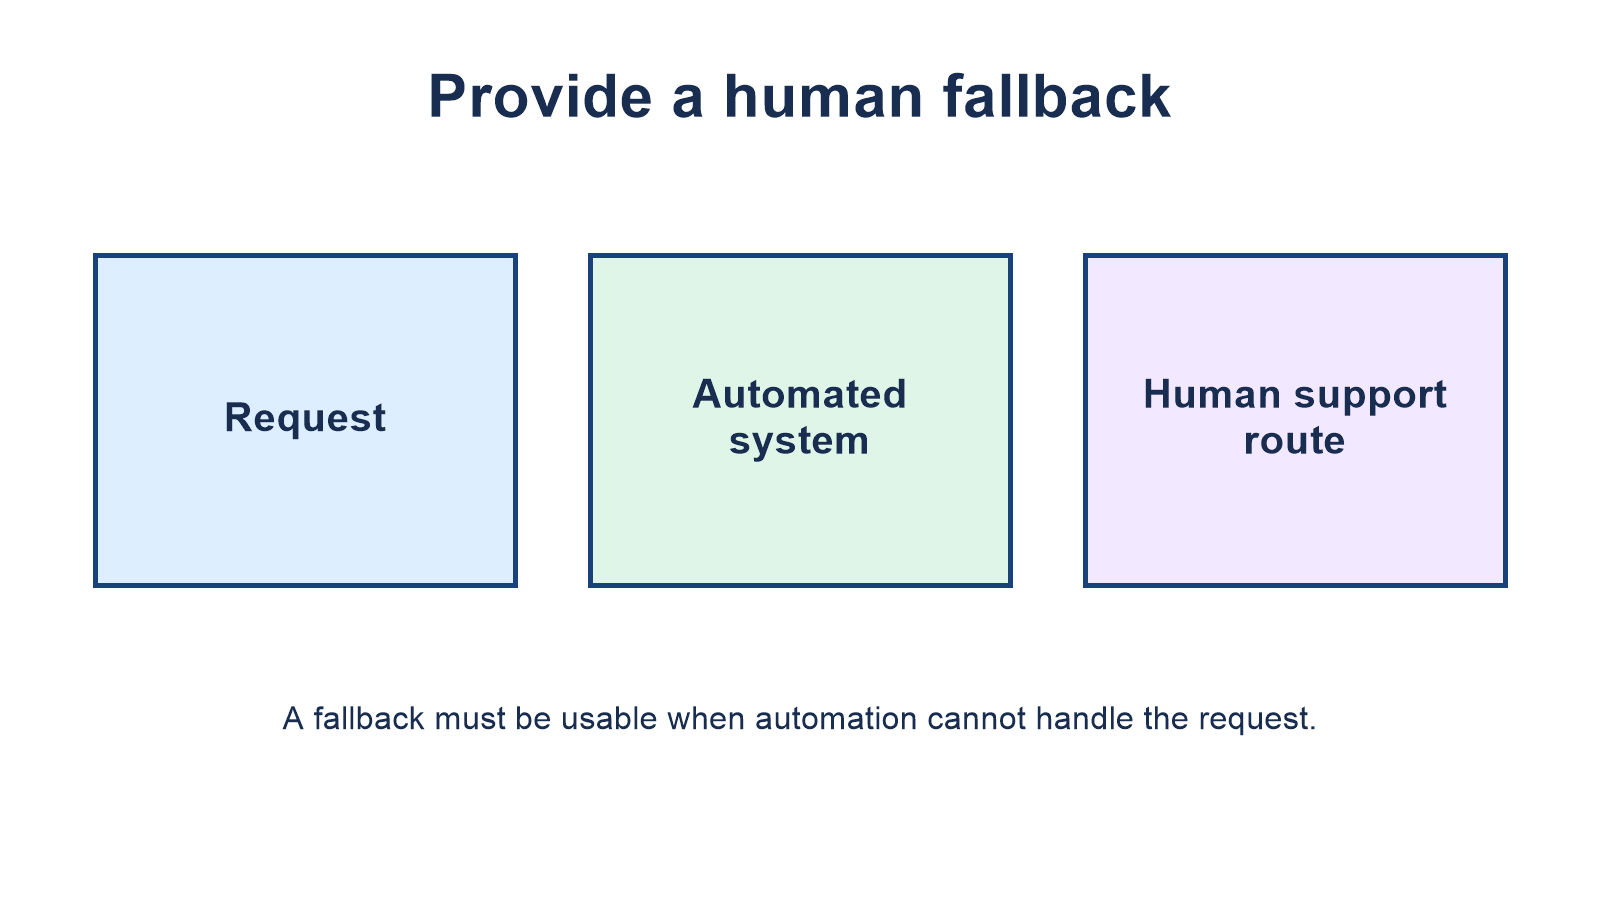 Provide a human fallback
Request
Automated
system
Human support
route
A fallback must be usable when automation cannot handle the request.